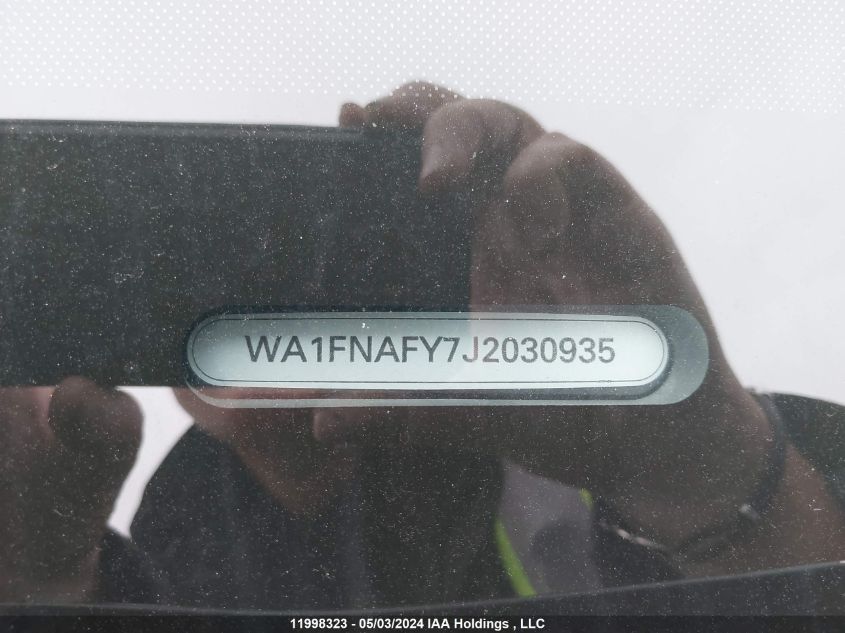 WA1FNAFY7J2030935
11998323 - 05/03/2024 IAA Holdings , LLC